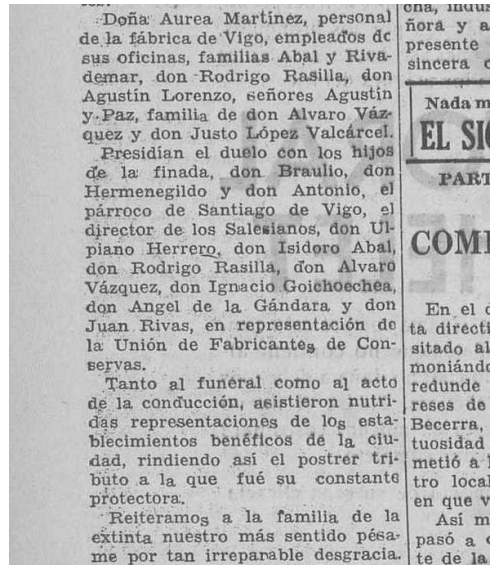 Doña Aurea Martínez, personal
de la fábrica de Vigo, empleados de
sus oficinas, familias Abal y Riva-
demar, don Rodrigo Rasilla, don
Agustín Lorenzo, señores Agustín
y Paz, familia de don Alvaro Váz-
quez y don Justo López Valcárcel.
Presidían el duelo con los hijos
de la finada, don Braulio, don
Hermenegildo y don Antonio, el
párroco de Santiago de Vigo, el
director de los Salesianos, don Ul-
piano Herrero, don Isidoro Abal,
don Rodrigo Rasilla, don Alvaro
Vázquez, don Ignacio Goichoechea,
don Angel de la Gándara y don
Juan Rivas, en representación de
la Unión de Fabricantes de Con-
servas.
Tanto al funeral como al acto
de la conducción, asistieron nutri-
das representaciones de los esta-
blecimientos benéficos de la ciu-
dad, rindiendo así el postrer tri-
buto a la que fué su constante
protectora.
Reiteramos a la familia de la
extinta nuestro más sentido pésa-
me por tan irreparable desgracia.
ñora y a
presente
sincera
Nada m
EL SI
PART
COM
En el
ta directi
sitado al
moniándo
redunde
reses de
Becerra,
tuosidad
metió a
tro local
en que v
Así m
pasó a
te de la